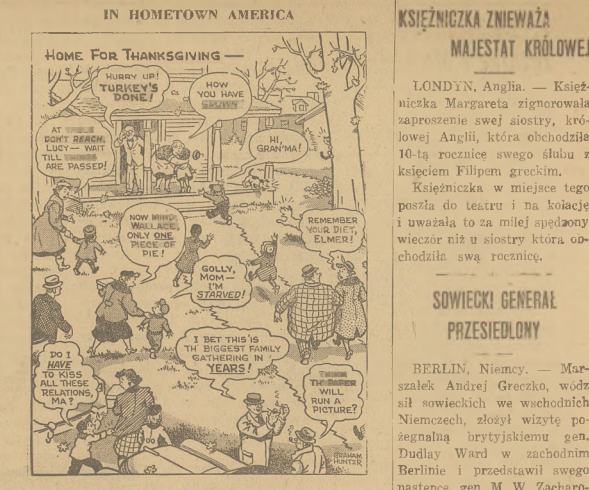 IN HOMETOWN AMERICA
HOME FOR THANKSGIVING —
HURRY UP!
TURKEY'S
DONE!
HOW
YOU HAVE
GROWN
AT TABLE
DON'T REACH,
LUCY— WAIT
TILL THINGS
ARE PASSED!
HI,
GRAN'MA!
NOW MIND,
WALLACE,
ONLY ONE
PIECE OF
PIE!
REMEMBER
YOUR DIET,
ELMER!
GOLLY,
MOM—
I'M
STARVED!
I BET THIS IS
TH' BIGGEST FAMILY
GATHERING IN
YEARS!
DO I
HAVE
TO KISS
ALL THESE
RELATIONS,
MA?
THINK
TH' PAPER
WILL
RUN A
PICTURE?
GRAHAM
HUNTER
KSIĘŻNICZKA ZNIEWAŻA
MAJESTAT KRÓLOWEJ
LONDYN, Anglia. — Księż-
niczka Margareta zignorowała
zaproszenie swej siostry, kró-
lowej Anglii, która obchodziła
10-tą rocznicę swego ślubu z
księciem Filipem greckim.
Księżniczka w miejsce tego
poszła do teatru i na kolację
i uważała to za milej spędzony
wieczór niż u siostry która ob-
chodziła swą rocznicę.
SOWIECKI GENERAŁ
PRZESIEDLONY
BERLIN, Niemcy. — Mar-
szałek Andrej Greczko, wódz
sił sowieckich we wschodnich
Niemczech, złożył wizytę po-
żegnalną brytyjskiemu gen.
Dudlay Ward w zachodnim
Berlinie i przedstawił swego
następcę gen. M. W. Zacharo-